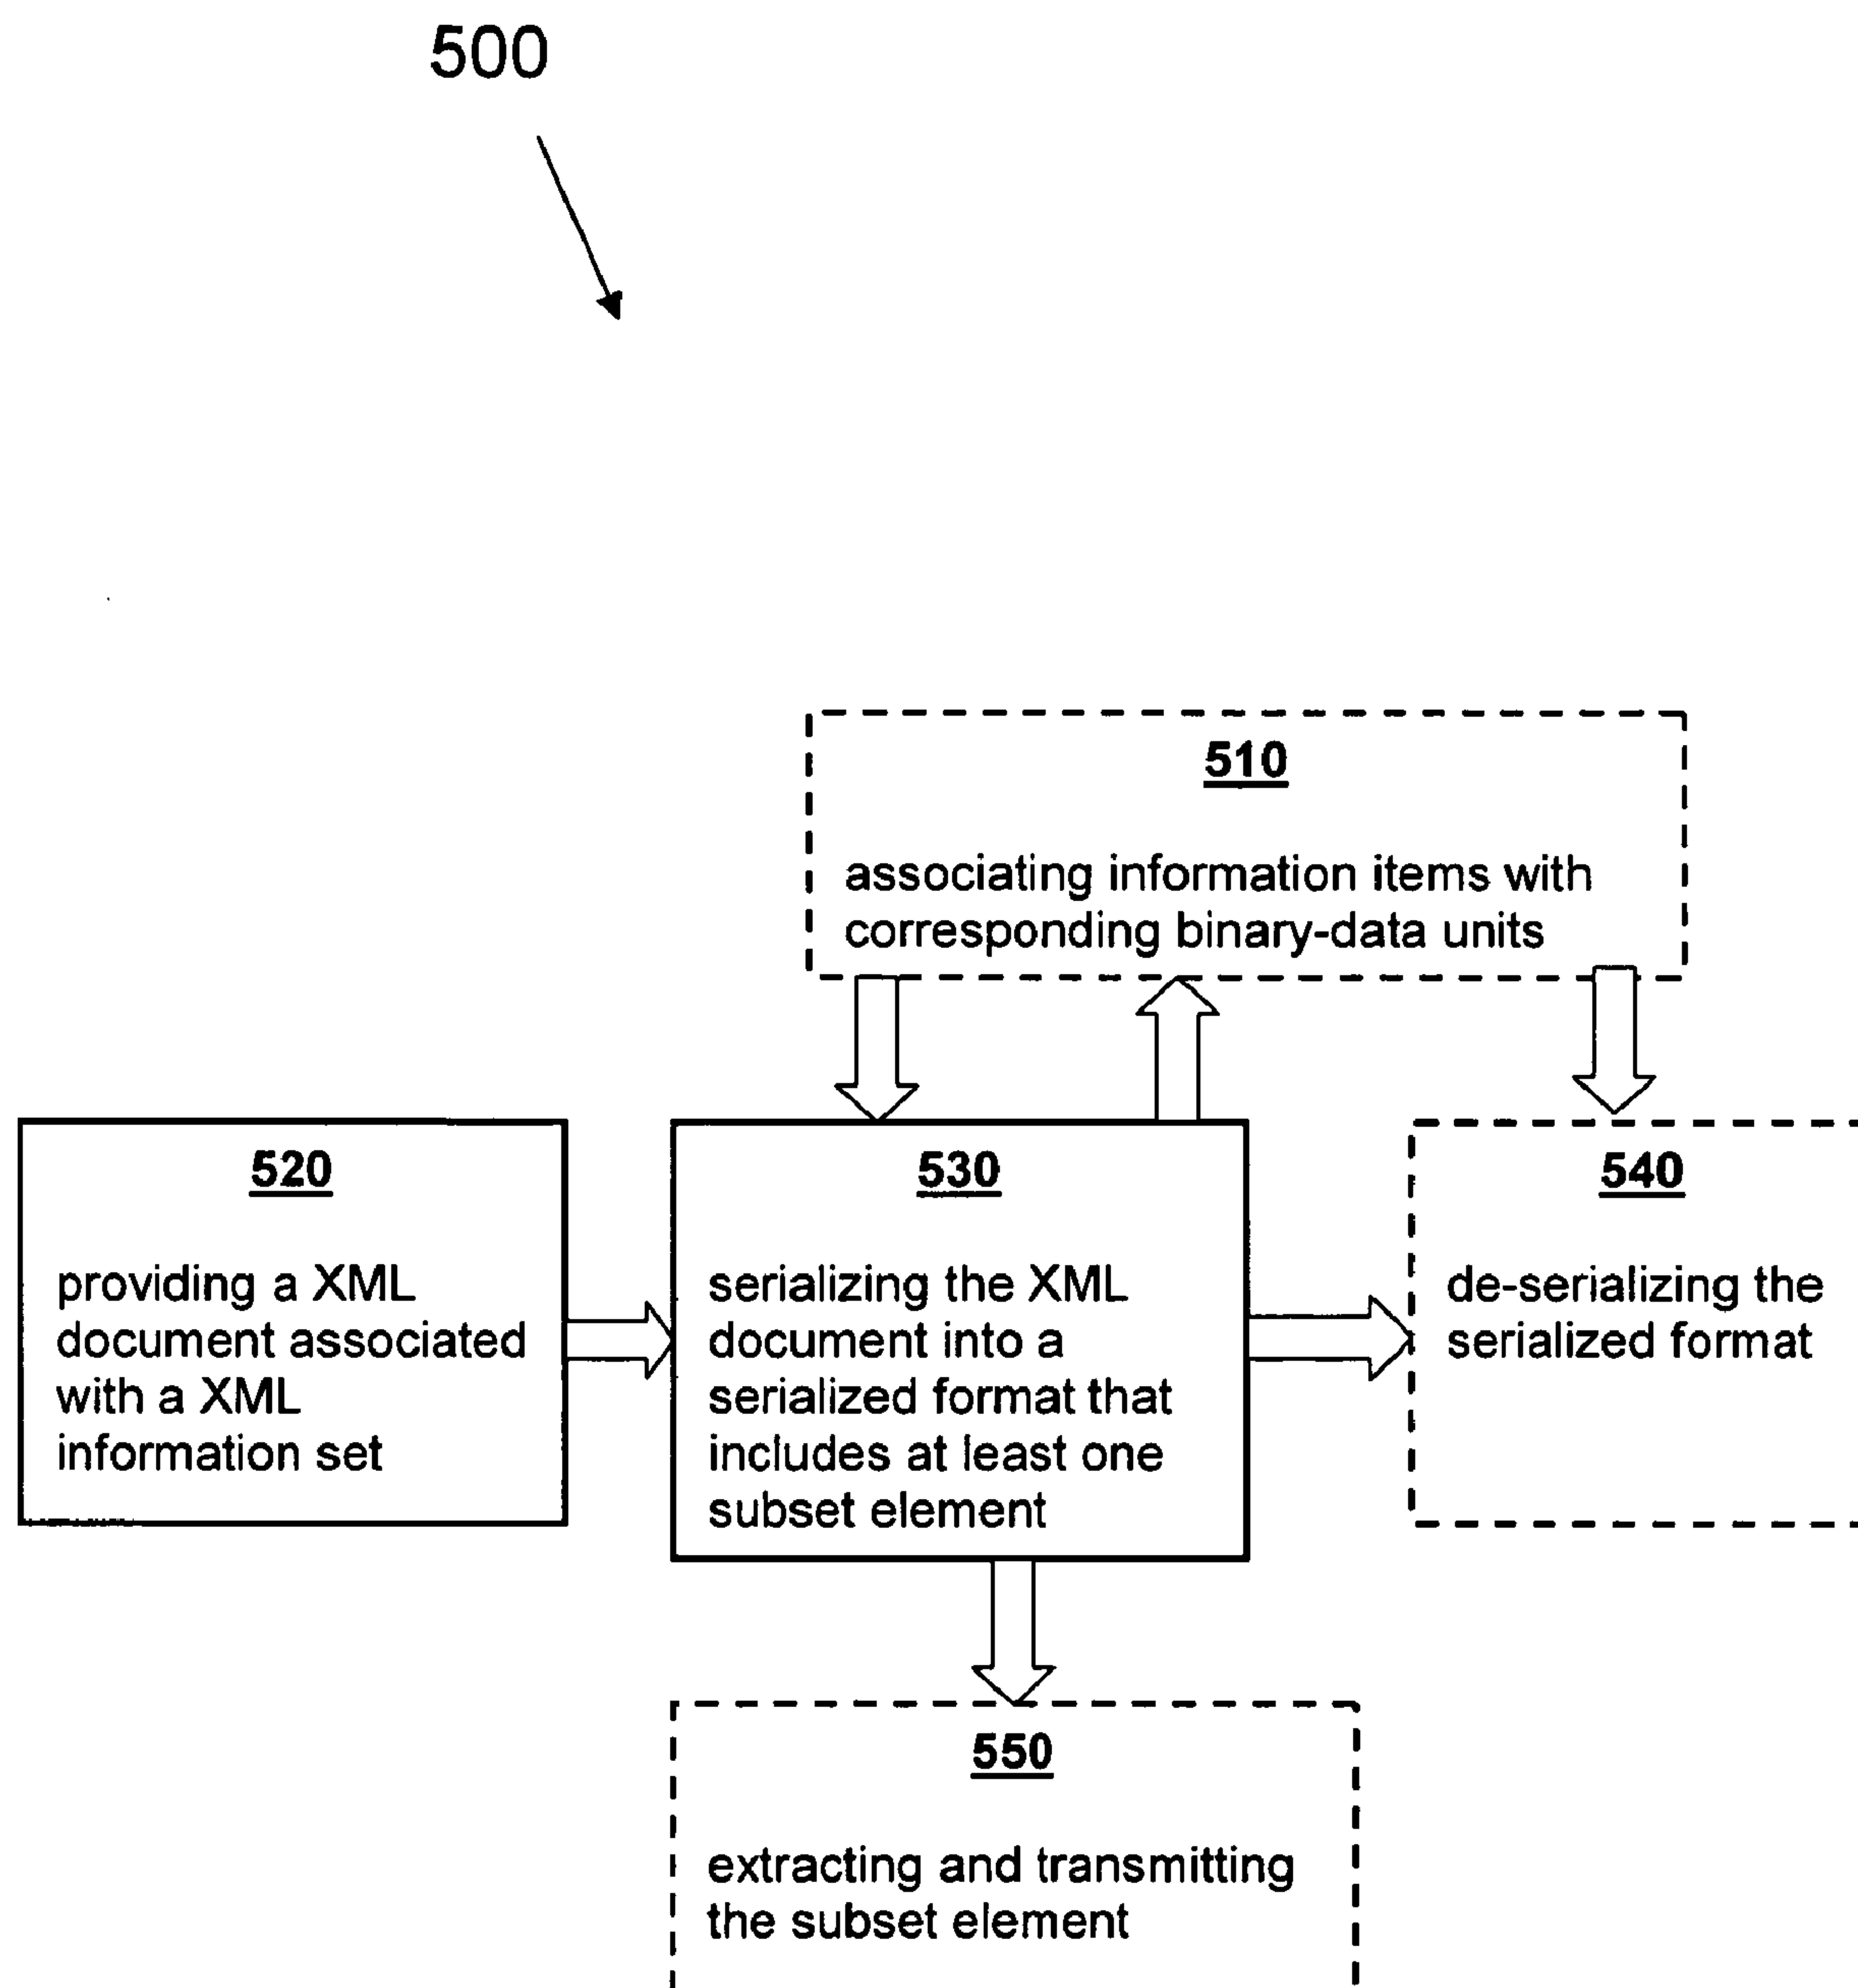 500
510
associating information items with
corresponding binary-data units
520
providing a XML
document associated
with a XML
information set
530
serializing the XML
document into a
serialized format that
includes at least one
subset element
540
de-serializing the
serialized format
550
extracting and transmitting
the subset element